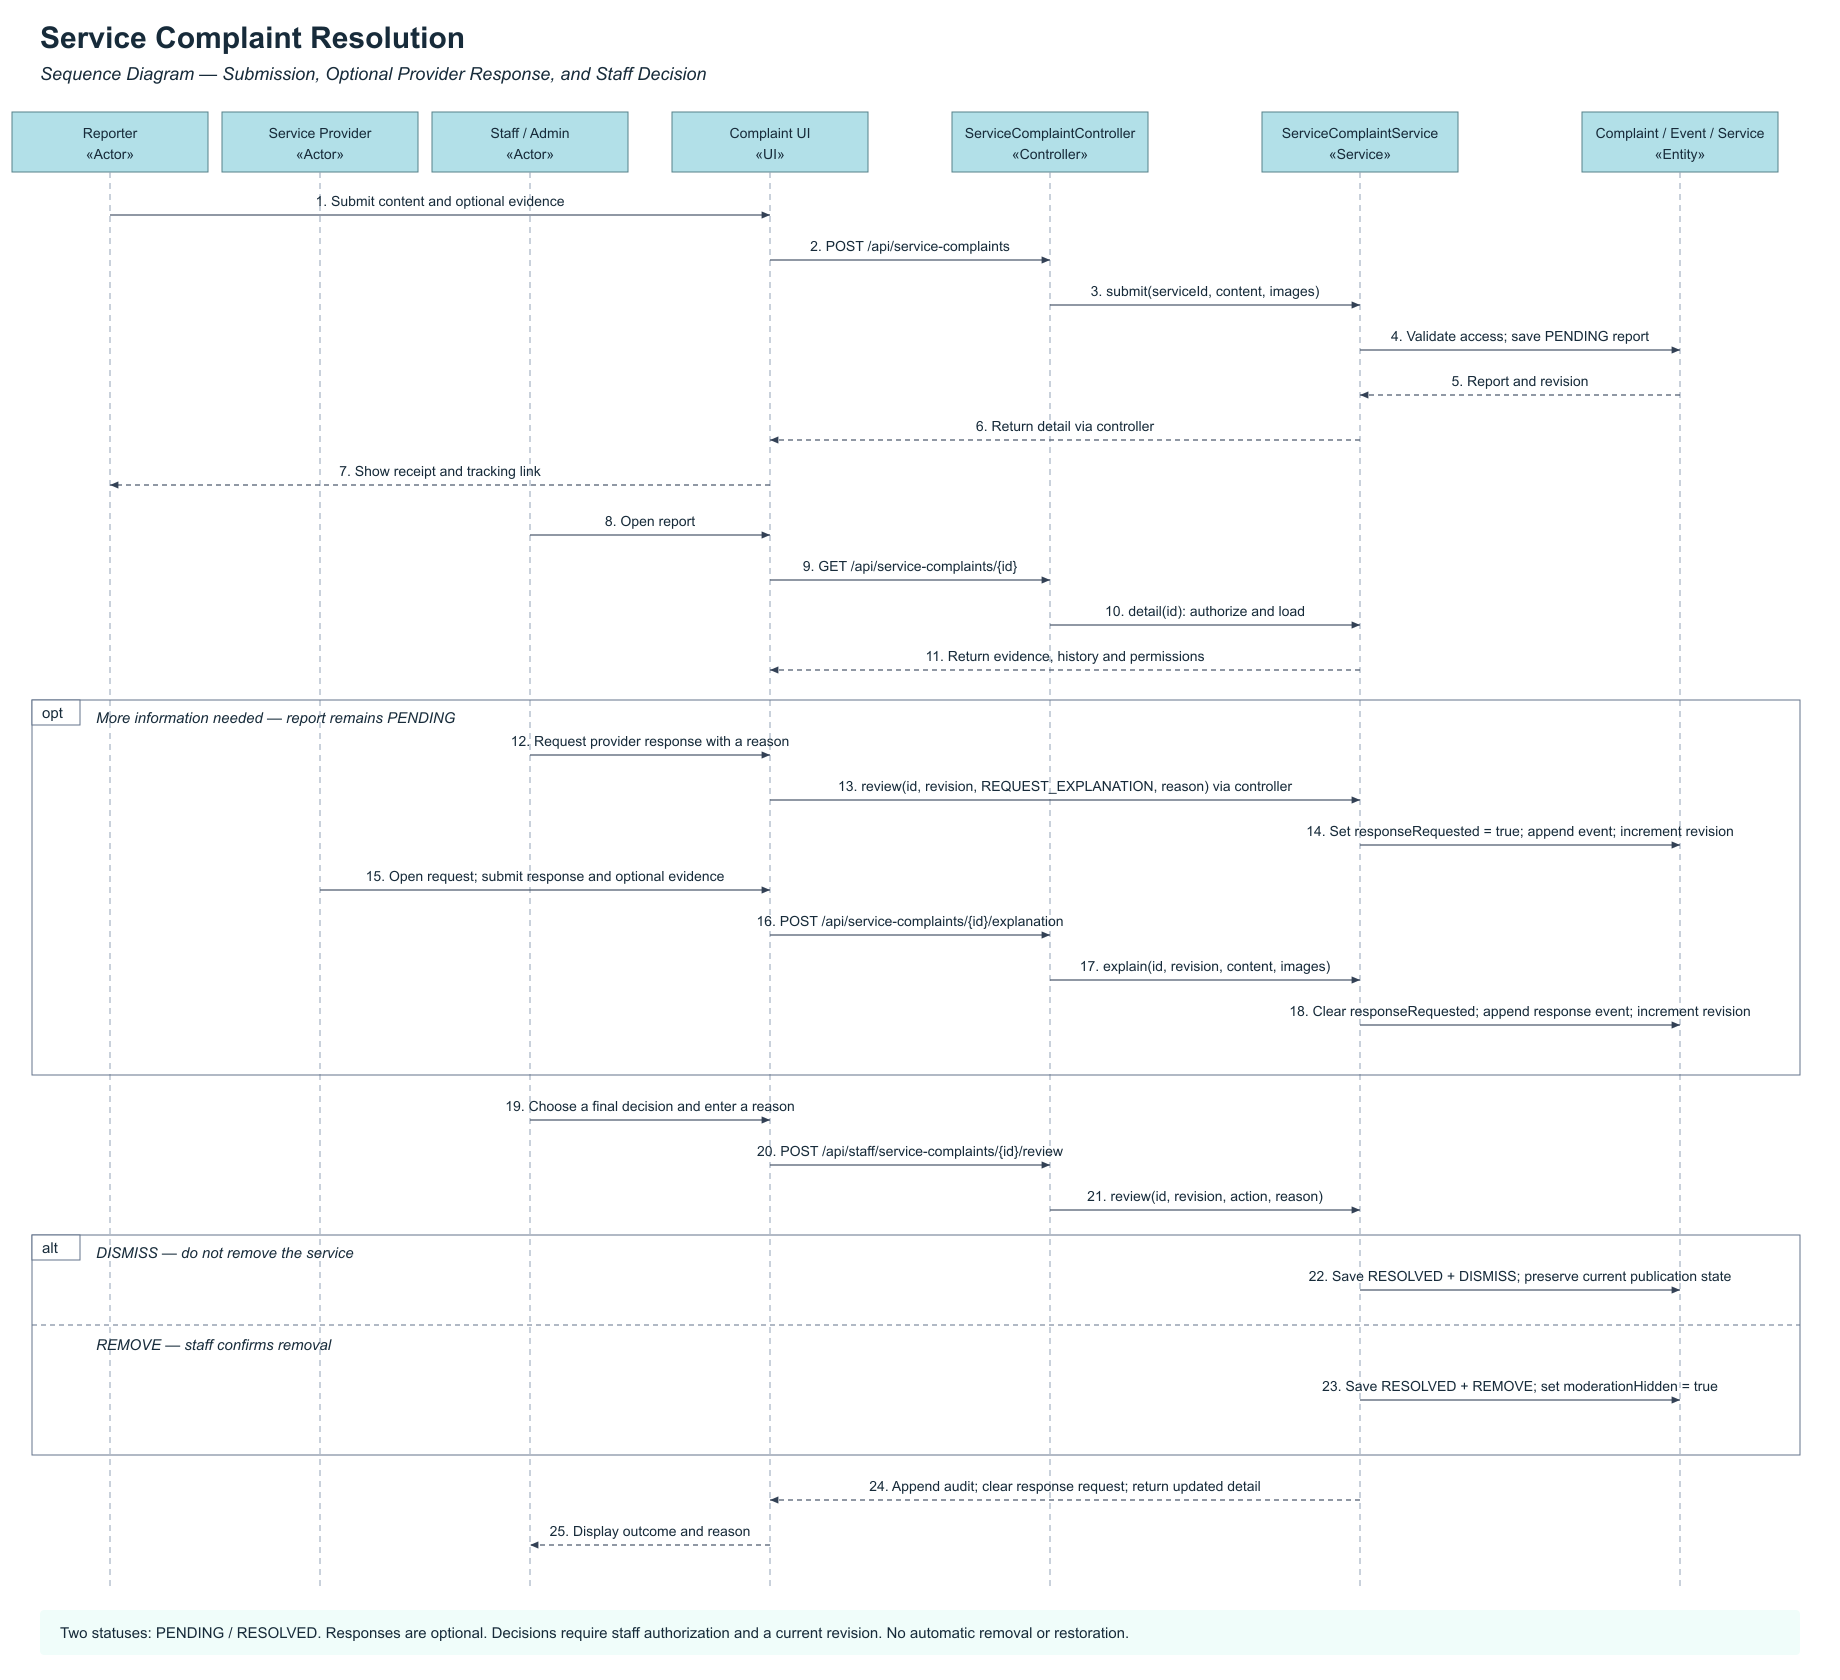 Service Complaint Resolution
Sequence Diagram — Submission, Optional Provider Response, and Staff Decision
Reporter
«Actor»
Service Provider
«Actor»
Staff / Admin
«Actor»
Complaint UI
«UI»
ServiceComplaintController
«Controller»
ServiceComplaintService
«Service»
Complaint / Event / Service
«Entity»
1. Submit content and optional evidence
2. POST /api/service-complaints
3. submit(serviceId, content, images)
4. Validate access; save PENDING report
5. Report and revision
6. Return detail via controller
7. Show receipt and tracking link
8. Open report
9. GET /api/service-complaints/{id}
10. detail(id): authorize and load
11. Return evidence, history and permissions
opt
More information needed — report remains PENDING
12. Request provider response with a reason
13. review(id, revision, REQUEST_EXPLANATION, reason) via controller
14. Set responseRequested = true; append event; increment revision
15. Open request; submit response and optional evidence
16. POST /api/service-complaints/{id}/explanation
17. explain(id, revision, content, images)
18. Clear responseRequested; append response event; increment revision
19. Choose a final decision and enter a reason
20. POST /api/staff/service-complaints/{id}/review
21. review(id, revision, action, reason)
alt
DISMISS — do not remove the service
22. Save RESOLVED + DISMISS; preserve current publication state
REMOVE — staff confirms removal
23. Save RESOLVED + REMOVE; set moderationHidden = true
24. Append audit; clear response request; return updated detail
25. Display outcome and reason
Two statuses: PENDING / RESOLVED. Responses are optional. Decisions require staff authorization and a current revision. No automatic removal or restoration.